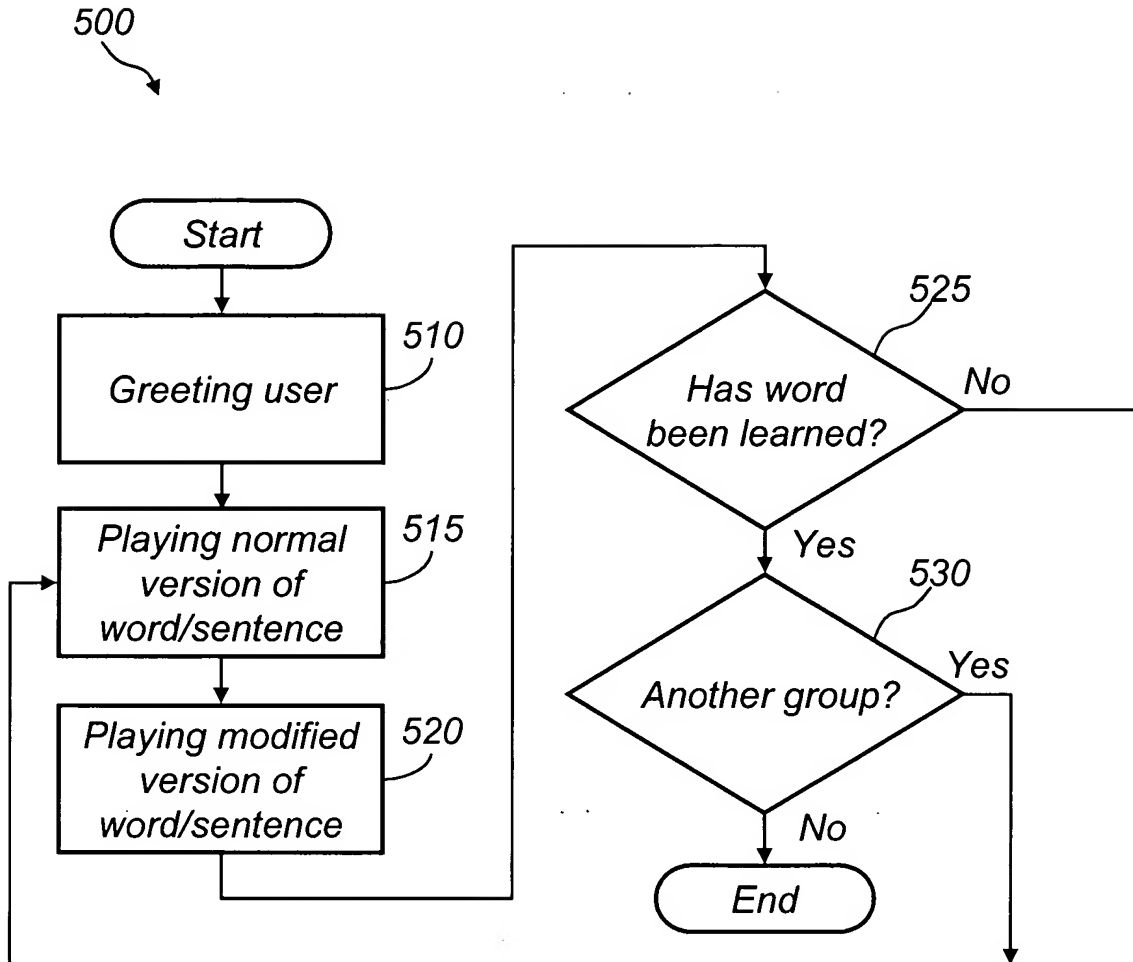 500
Start
510
Greeting user
515
Playing normal
version of
word/sentence
520
Playing modified
version of
word/sentence
525
Has word
been learned?
No
Yes
530
Another group?
Yes
No
End